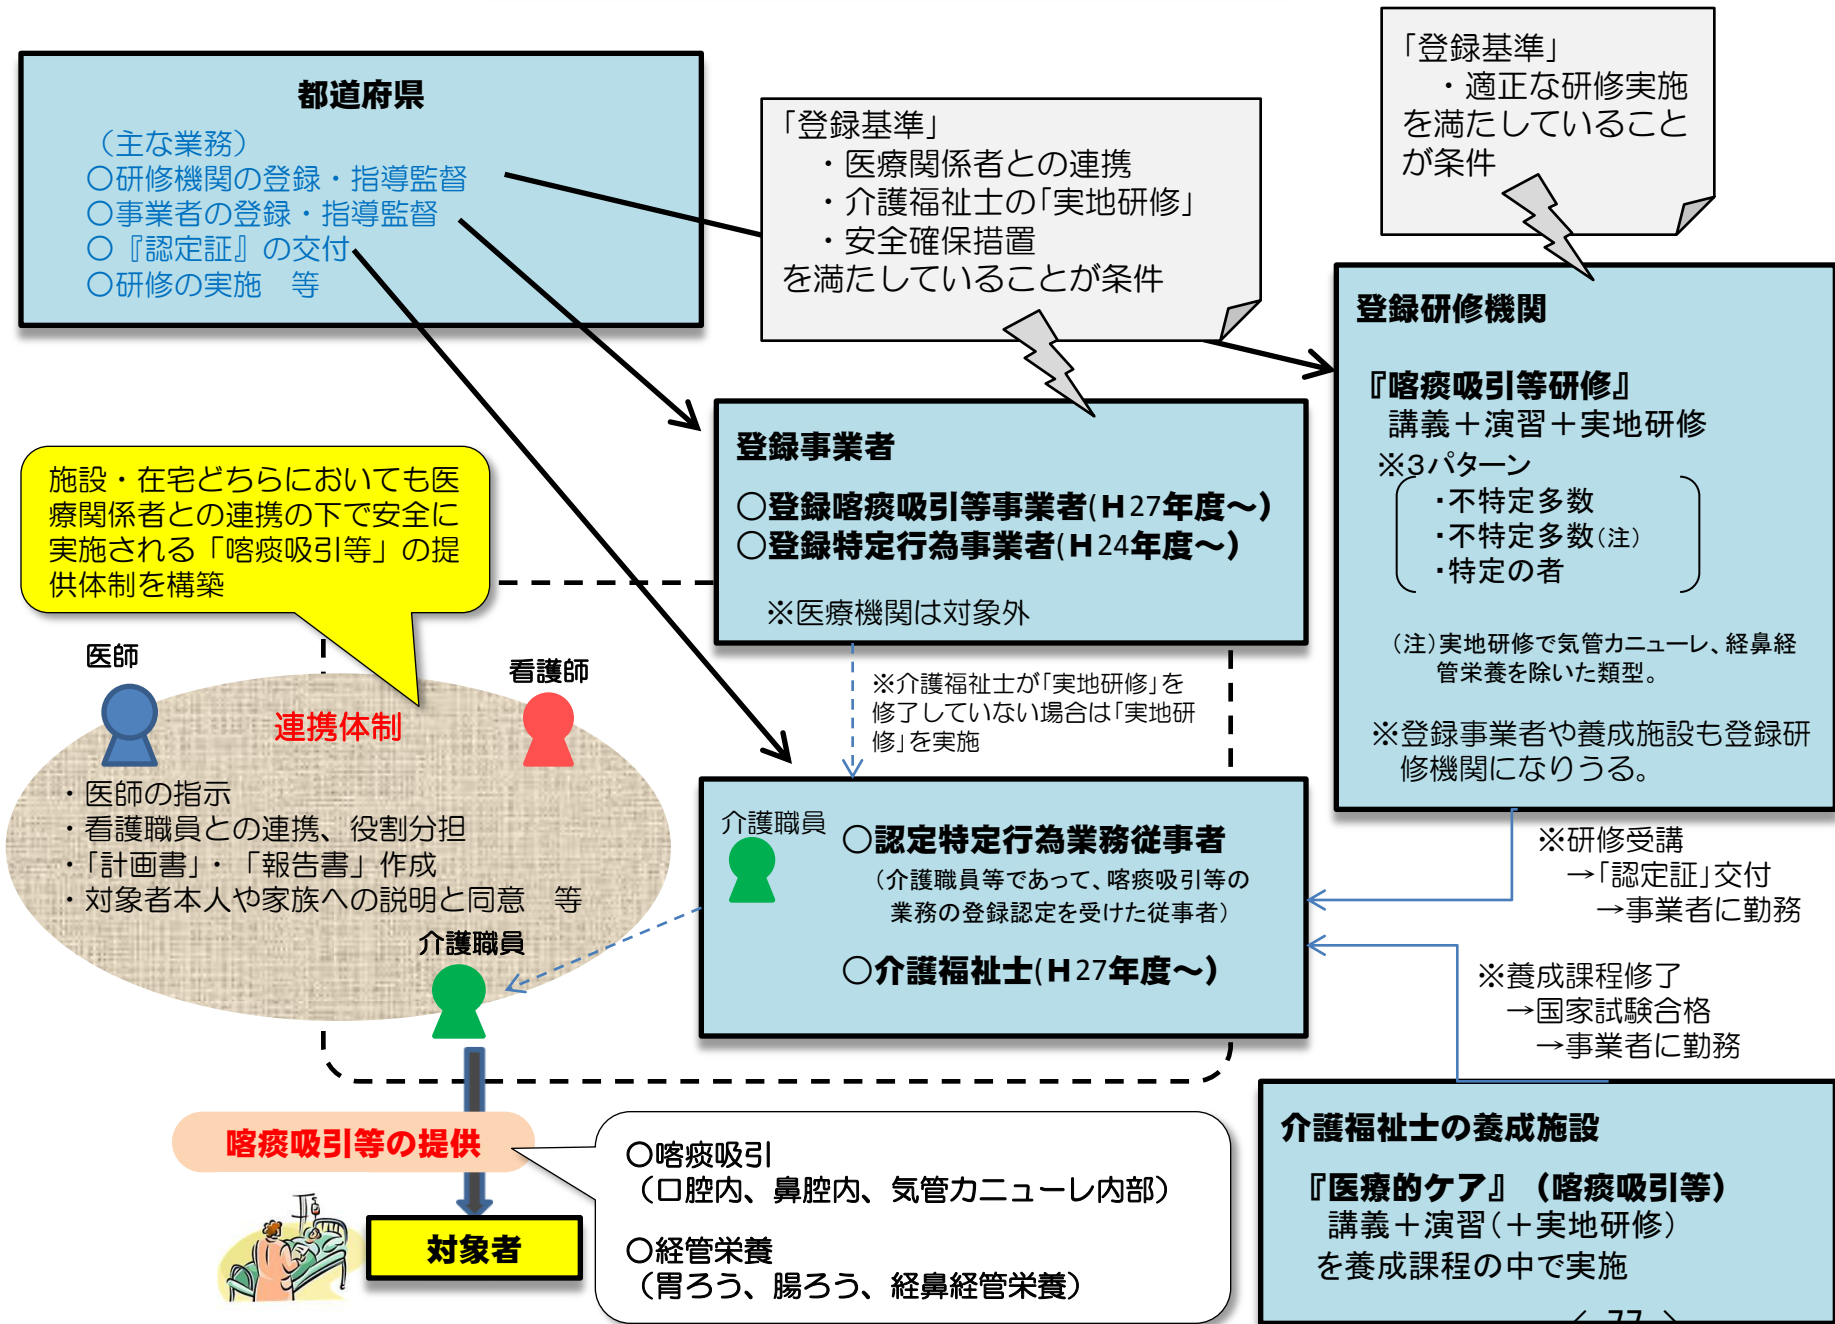 都道府県
（主な業務）
○研修機関の登録・指導監督
○事業者の登録・指導監督
○『認定証』の交付
○研修の実施　等
「登録基準」
・医療関係者との連携
・介護福祉士の「実地研修」
・安全確保措置
を満たしていることが条件
「登録基準」
・適正な研修実施
を満たしていること
が条件
登録研修機関
『喀痰吸引等研修』
講義＋演習＋実地研修
※３パターン
・不特定多数
・不特定多数（注）
・特定の者
（注）実地研修で気管カニューレ、経鼻経
管栄養を除いた類型。
※登録事業者や養成施設も登録研
修機関になりうる。
登録事業者
○登録喀痰吸引等事業者（Ｈ27年度～）
○登録特定行為事業者（Ｈ24年度～）
※医療機関は対象外
施設・在宅どちらにおいても医
療関係者との連携の下で安全に
実施される「喀痰吸引等」の提
供体制を構築
医師
看護師
連携体制
・医師の指示
・看護職員との連携、役割分担
・「計画書」・「報告書」作成
・対象者本人や家族への説明と同意　等
介護職員
※介護福祉士が「実地研修」を
修了していない場合は「実地研
修」を実施
介護職員
○認定特定行為業務従事者
（介護職員等であって、喀痰吸引等の
業務の登録認定を受けた従事者）
○介護福祉士（Ｈ27年度～）
※研修受講
→「認定証」交付
→事業者に勤務
※養成課程修了
→国家試験合格
→事業者に勤務
喀痰吸引等の提供
対象者
○喀痰吸引
（口腔内、鼻腔内、気管カニューレ内部）
○経管栄養
（胃ろう、腸ろう、経鼻経管栄養）
介護福祉士の養成施設
『医療的ケア』（喀痰吸引等）
講義＋演習（＋実地研修）
を養成課程の中で実施